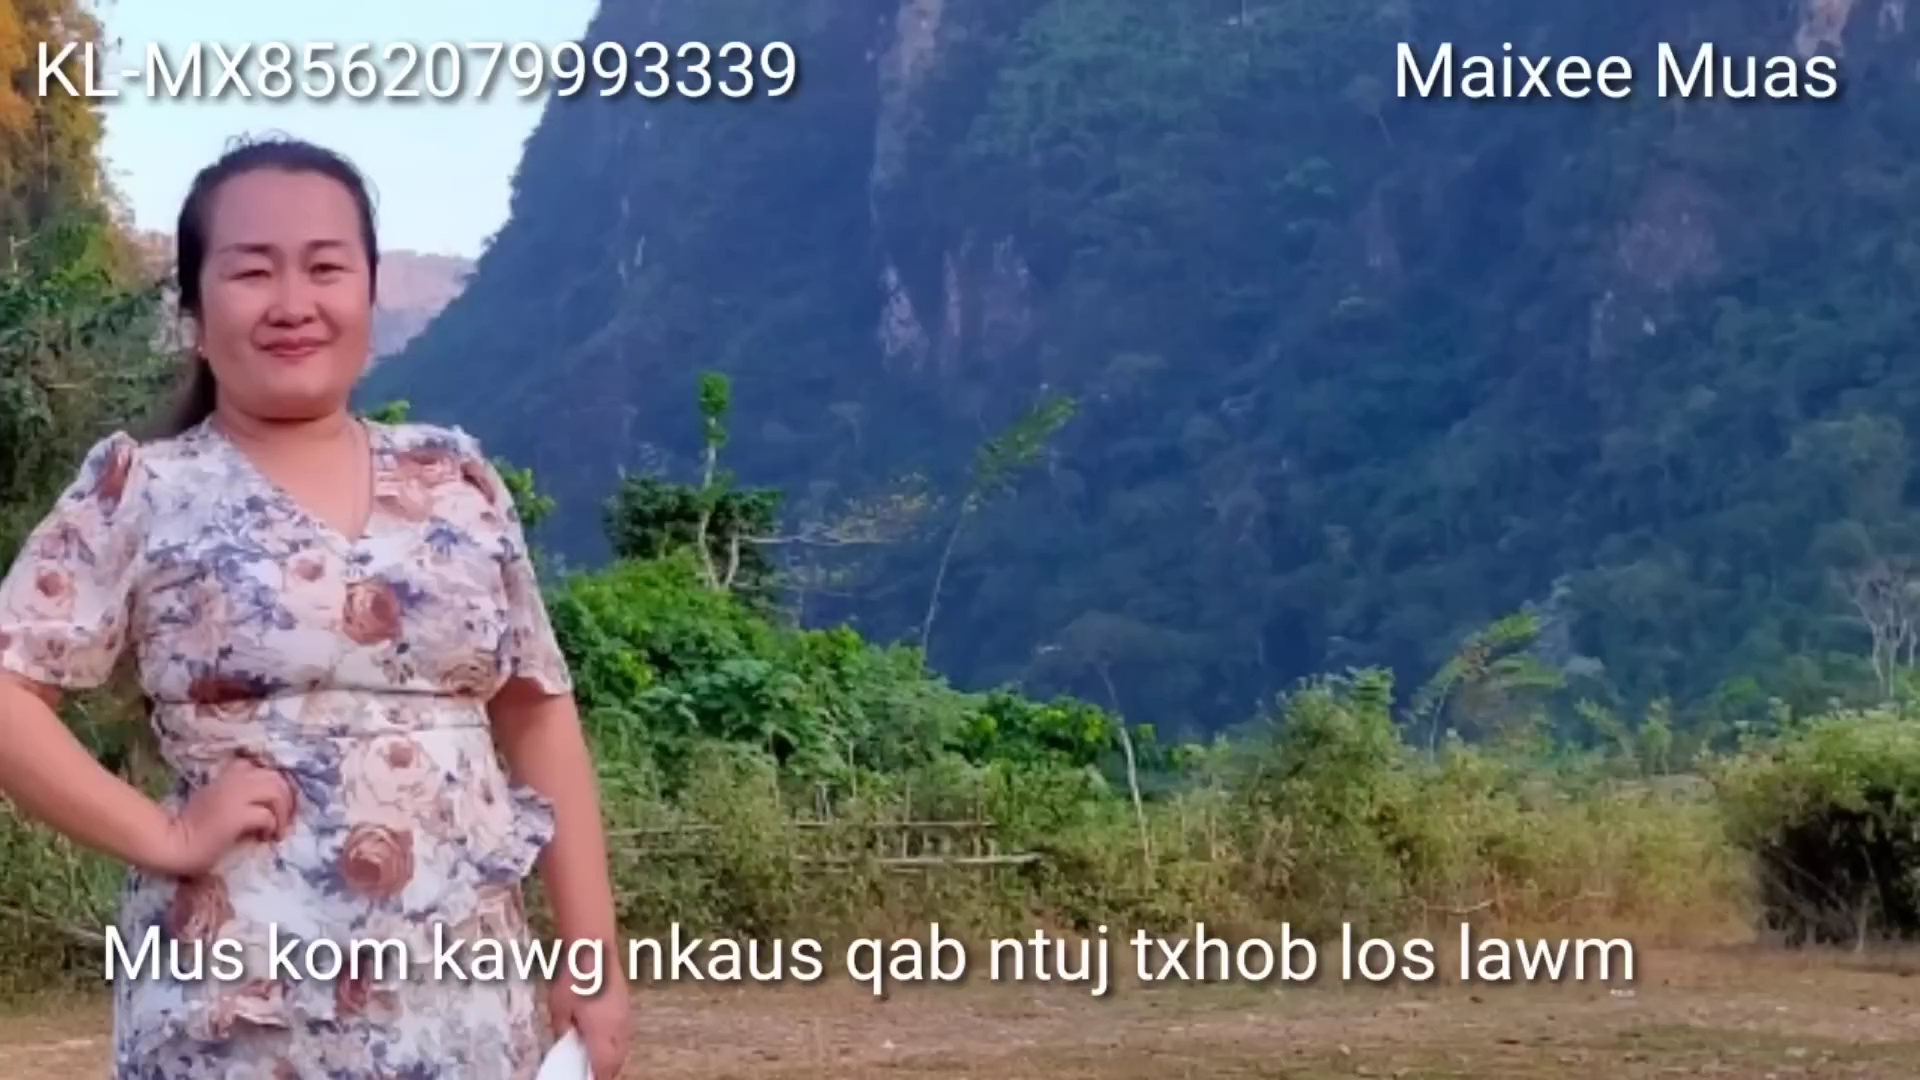 KL-MX8562079993339
Maixee Muas
Mus kom kawg nkaus qab ntuj txhob los lawm